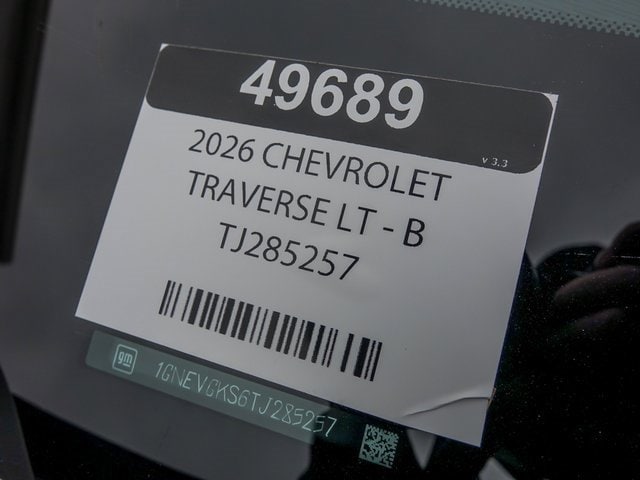 49689
v 3.3
2026 CHEVROLET
TRAVERSE LT - B
TJ285257
gm 1GNEVGKS6TJ285257